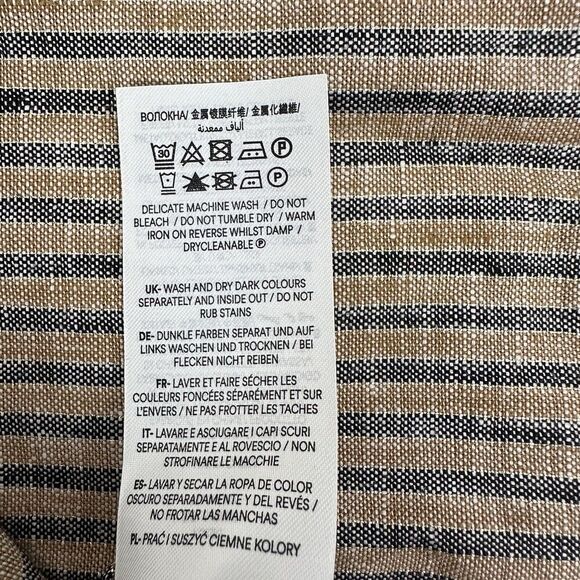 ВОЛОКНА/ 金属镀膜纤维/ 金属化纖維/
ألياف ممعدنة
30 P
P
DELICATE MACHINE WASH / DO NOT
BLEACH / DO NOT TUMBLE DRY / WARM
IRON ON REVERSE WHILST DAMP /
DRYCLEANABLE Ⓟ
UK- WASH AND DRY DARK COLOURS
SEPARATELY AND INSIDE OUT / DO NOT
RUB STAINS
DE- DUNKLE FARBEN SEPARAT UND AUF
LINKS WASCHEN UND TROCKNEN / BEI
FLECKEN NICHT REIBEN
FR- LAVER ET FAIRE SÉCHER LES
COULEURS FONCÉES SÉPARÉMENT ET SUR
L'ENVERS / NE PAS FROTTER LES TACHES
IT- LAVARE E ASCIUGARE I CAPI SCURI
SEPARATAMENTE E AL ROVESCIO / NON
STROFINARE LE MACCHIE
ES- LAVAR Y SECAR LA ROPA DE COLOR
OSCURO SEPARADAMENTE Y DEL REVÉS /
NO FROTAR LAS MANCHAS
PL- PRAĆ I SUSZYĆ CIEMNE KOLORY